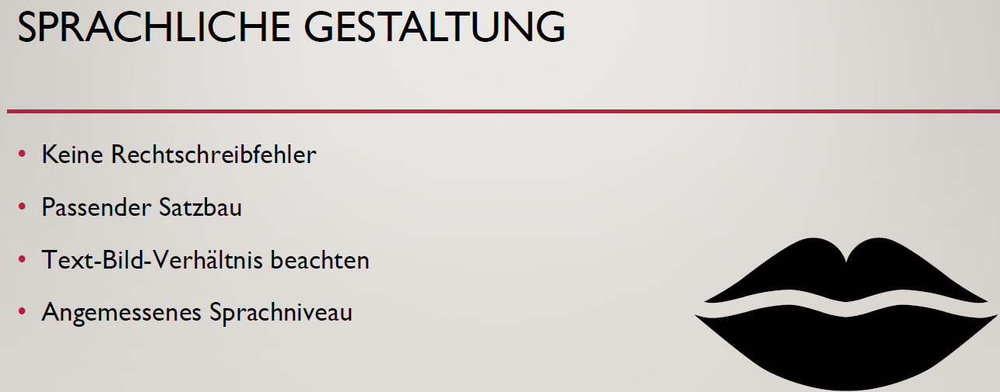 SPRACHLICHE GESTALTUNG
• Keine Rechtschreibfehler
• Passender Satzbau
• Text-Bild-Verhältnis beachten
• Angemessenes Sprachniveau